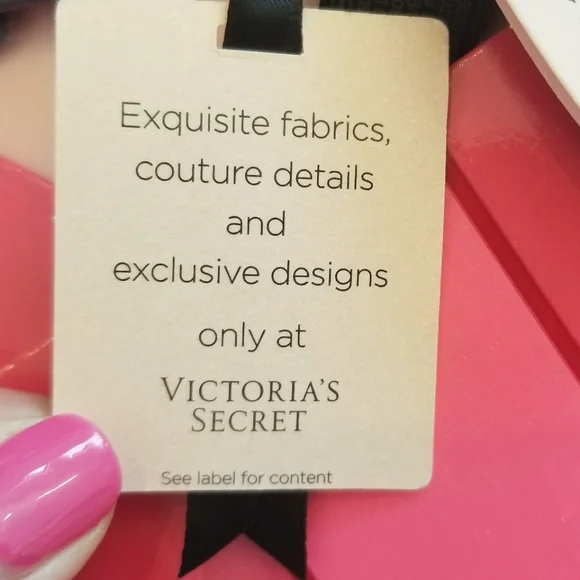 Exquisite fabrics,
couture details
and
exclusive designs
only at
VICTORIA'S
SECRET
See label for content